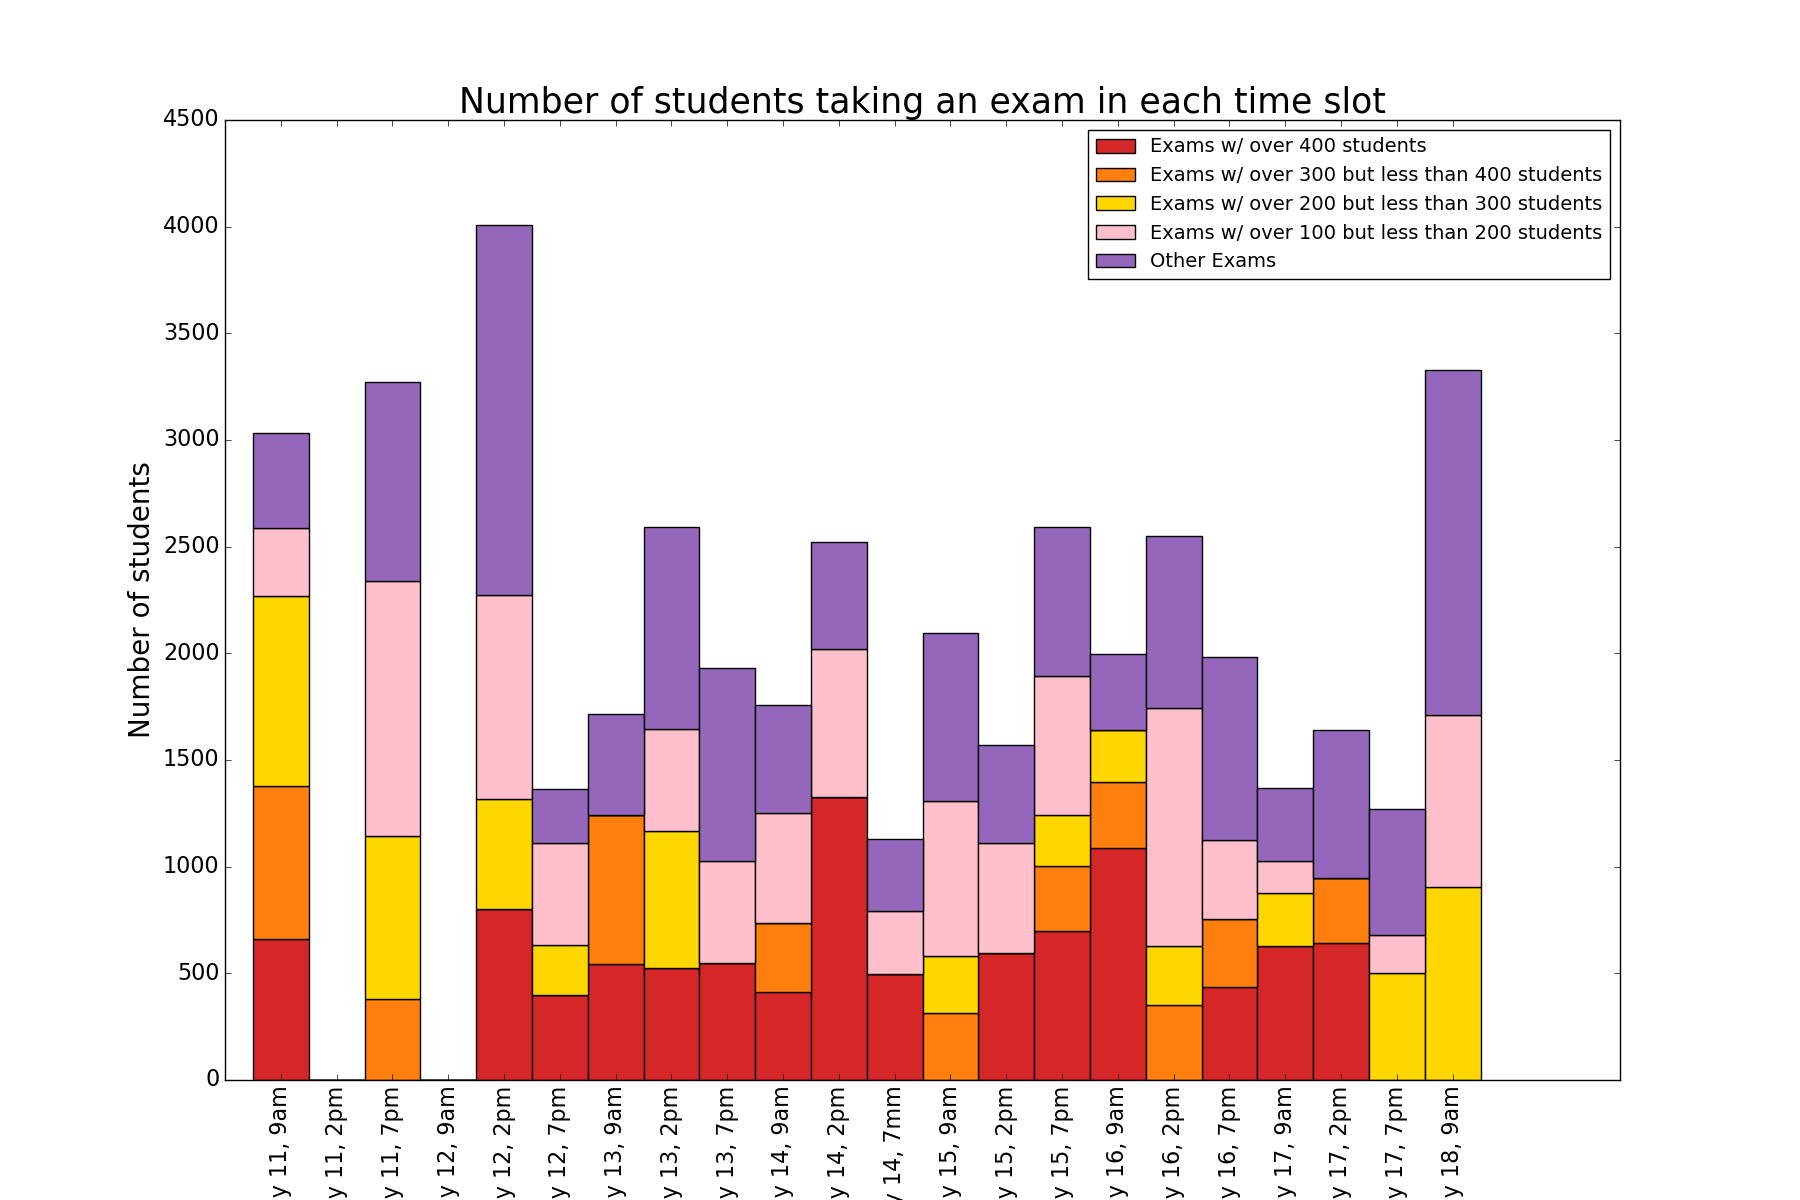 Number of students taking an exam in each time slot
Exams w/ over 400 students
Exams w/ over 300 but less than 400 students
Exams w/ over 200 but less than 300 students
Exams w/ over 100 but less than 200 students
Other Exams
Number of students
4500
4000
3500
3000
2500
2000
1500
1000
500
0
y 11, 9am
y 11, 2pm
y 11, 7pm
y 12, 9am
y 12, 2pm
y 12, 7pm
y 13, 9am
y 13, 2pm
y 13, 7pm
y 14, 9am
y 14, 2pm
y 14, 7mm
y 15, 9am
y 15, 2pm
y 15, 7pm
y 16, 9am
y 16, 2pm
y 16, 7pm
y 17, 9am
y 17, 2pm
y 17, 7pm
y 18, 9am